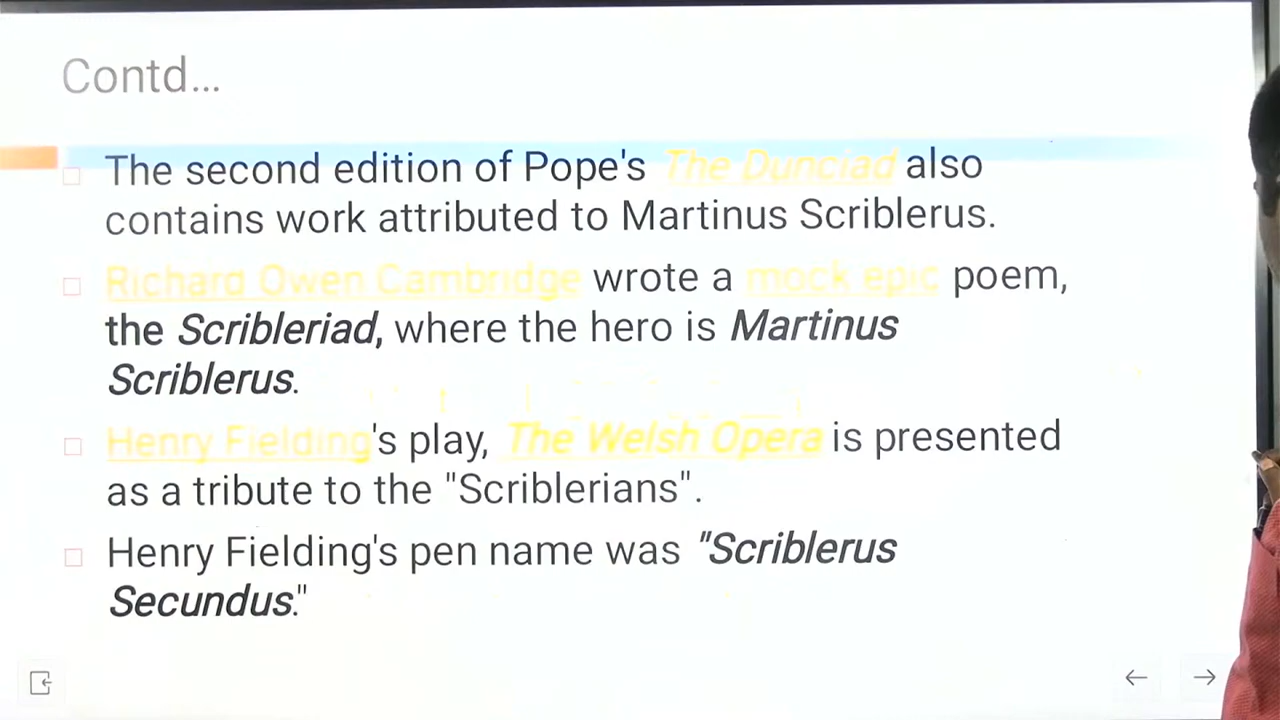 Contd...
The second edition of Pope's The Dunciad also
contains work attributed to Martinus Scriblerus.
Richard Owen Cambridge wrote a mock epic poem,
the Scribleriad, where the hero is Martinus
Scriblerus.
Henry Fielding's play, The Welsh Opera is presented
as a tribute to the "Scriblerians".
Henry Fielding's pen name was "Scriblerus
Secundus."